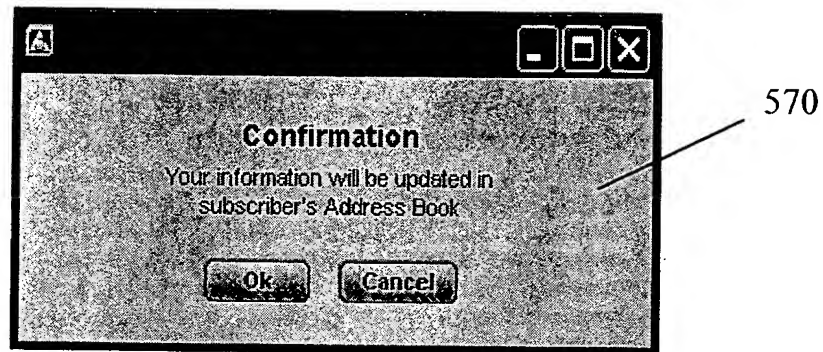 570
Confirmation
Your information will be updated in
subscriber's Address Book
Ok Cancel